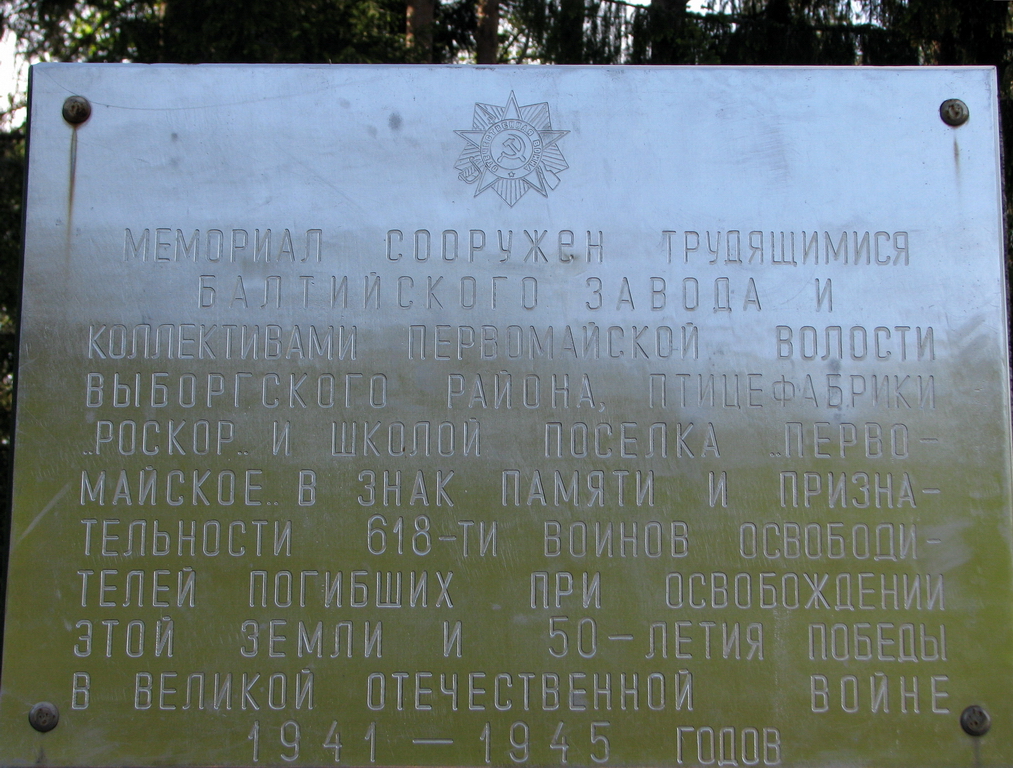 МЕМОРИАЛ СООРУЖЕН ТРУДЯЩИМИСЯ
БАЛТИЙСКОГО ЗАВОДА И
КОЛЛЕКТИВАМИ ПЕРВОМАЙСКОЙ ВОЛОСТИ
ВЫБОРГСКОГО РАЙОНА, ПТИЦЕФАБРИКИ
„РОСКОР„ И ШКОЛОЙ ПОСЕЛКА „ПЕРВО-
МАЙСКОЕ„ В ЗНАК ПАМЯТИ И ПРИЗНА-
ТЕЛЬНОСТИ 618-ТИ ВОИНОВ ОСВОБОДИ-
ТЕЛЕЙ ПОГИБШИХ ПРИ ОСВОБОЖДЕНИИ
ЭТОЙ ЗЕМЛИ И 50-ЛЕТИЯ ПОБЕДЫ
В ВЕЛИКОЙ ОТЕЧЕСТВЕННОЙ ВОЙНЕ
1941 — 1945 ГОДОВ